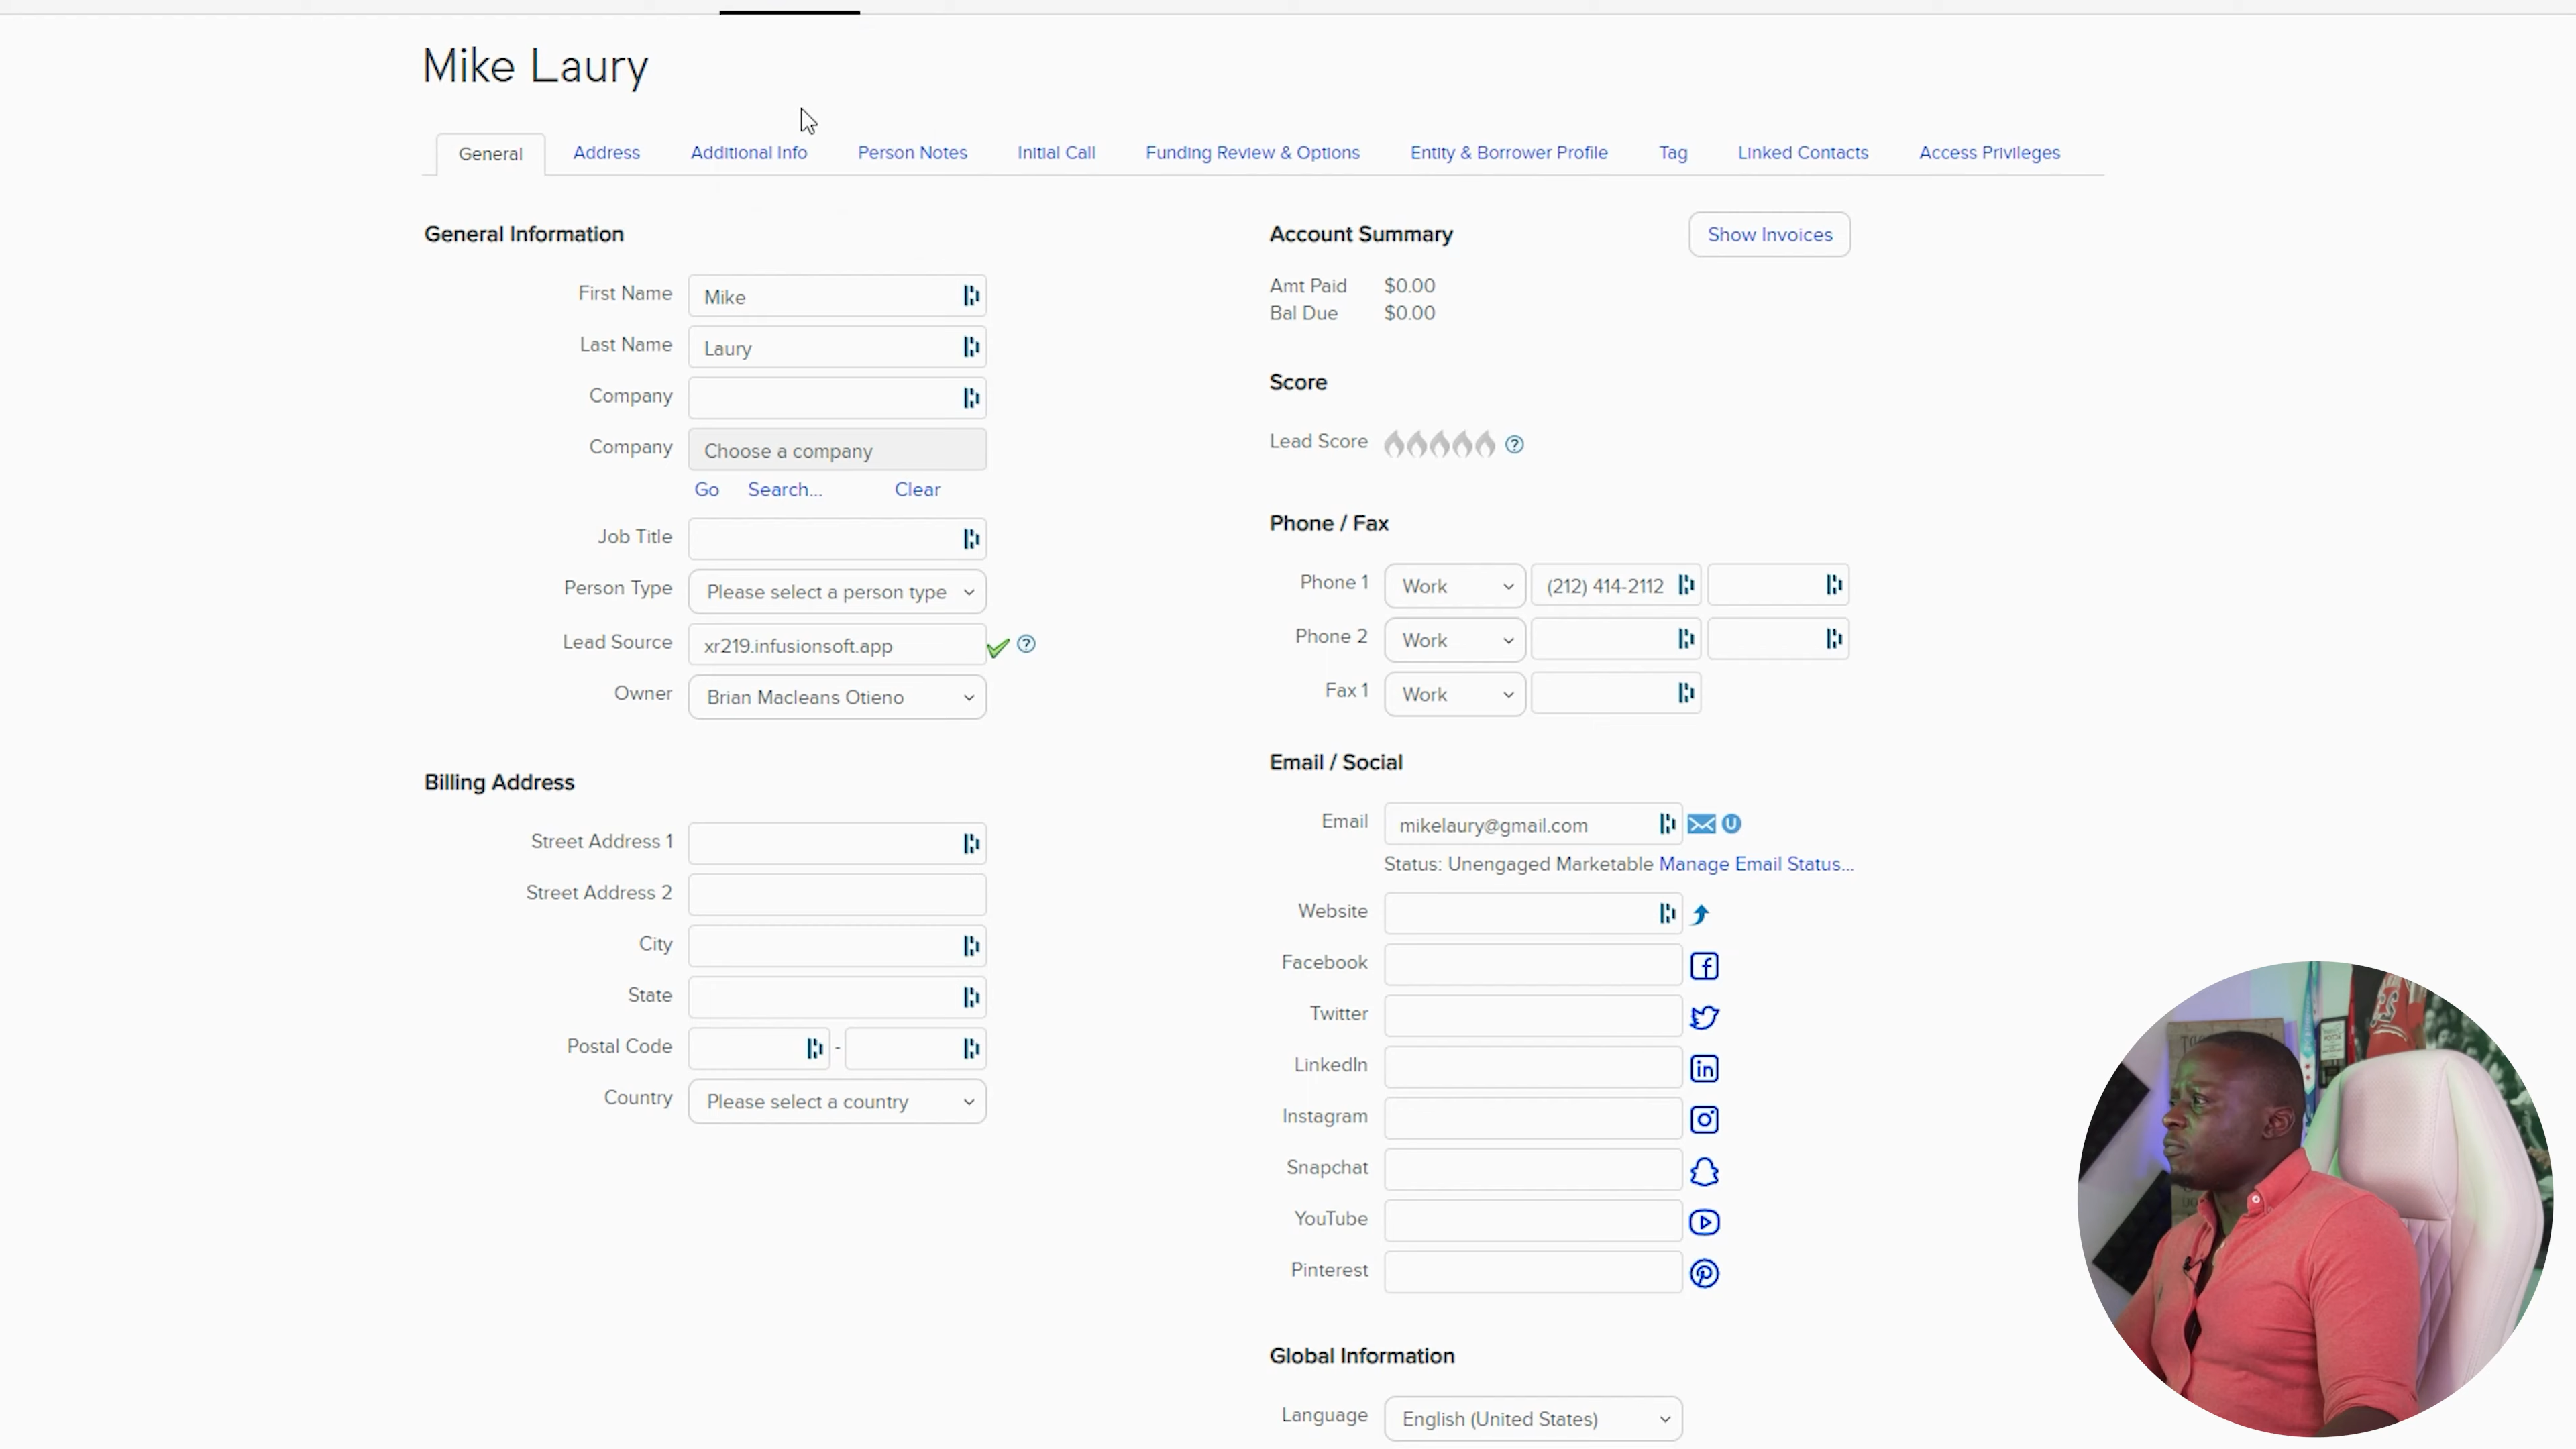 Mike Laury
General Address Additional Info Person Notes Initial Call Funding Review & Options Entity & Borrower Profile Tag Linked Contacts Access Privileges
General Information
First Name Mike
Last Name Laury
Company
Company Choose a company
Go Search... Clear
Job Title
Person Type Please select a person type
Lead Source xr219.infusionsoft.app
Owner Brian Macleans Otieno
Billing Address
Street Address 1
Street Address 2
City
State
Postal Code -
Country Please select a country
Account Summary Show Invoices
Amt Paid $0.00
Bal Due $0.00
Score
Lead Score
Phone / Fax
Phone 1 Work (212) 414-2112
Phone 2 Work
Fax 1 Work
Email / Social
Email mikelaury@gmail.com
Status: Unengaged Marketable Manage Email Status...
Website
Facebook
Twitter
LinkedIn
Instagram
Snapchat
YouTube
Pinterest
Global Information
Language English (United States)